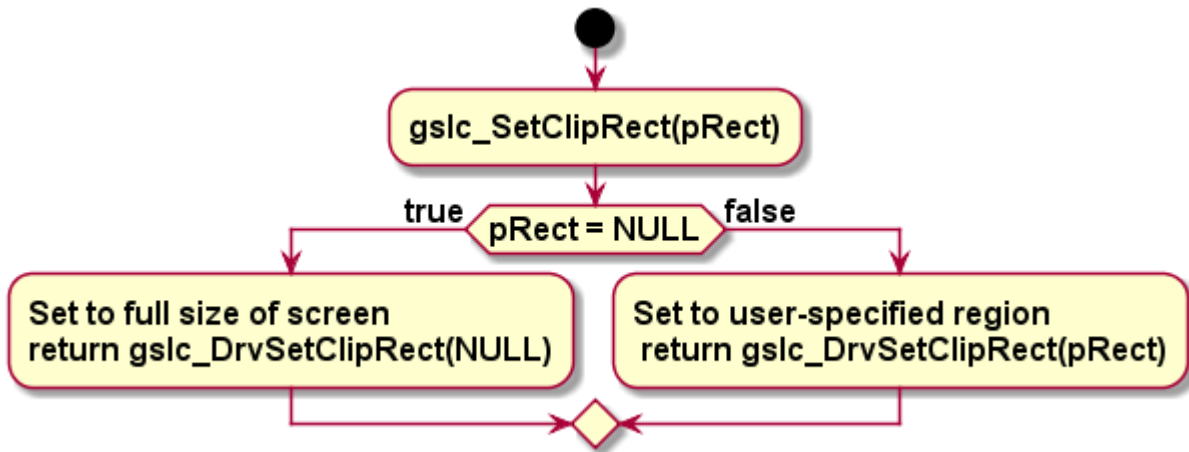 gslc_SetClipRect(pRect)
true
pRect = NULL
false
Set to full size of screen
return gslc_DrvSetClipRect(NULL)
Set to user-specified region
return gslc_DrvSetClipRect(pRect)